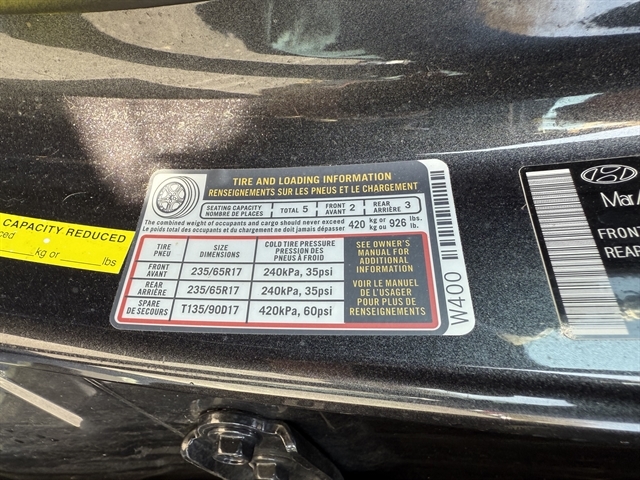 TIRE AND LOADING INFORMATION
RENSEIGNEMENTS SUR LES PNEUS ET LE CHARGEMENT
SEATING CAPACITY NOMBRE DE PLACES TOTAL 5 FRONT AVANT 2 REAR ARRIÈRE 3
The combined weight of occupants and cargo should never exceed
Le poids total des occupants et du chargement ne doit jamais dépasser
420 kg or kg ou 926 lbs. lb.
TIRE PNEU SIZE DIMENSIONS COLD TIRE PRESSURE PRESSION DES PNEUS À FROID
FRONT AVANT 235/65R17 240kPa, 35psi
REAR ARRIÈRE 235/65R17 240kPa, 35psi
SPARE DE SECOURS T135/90D17 420kPa, 60psi
SEE OWNER'S
MANUAL FOR
ADDITIONAL
INFORMATION
VOIR LE MANUEL
DE L'USAGER
POUR PLUS DE
RENSEIGNEMENTS
W400
CAPACITY REDUCED
kg or lbs
Mar/
FRONT
REAR